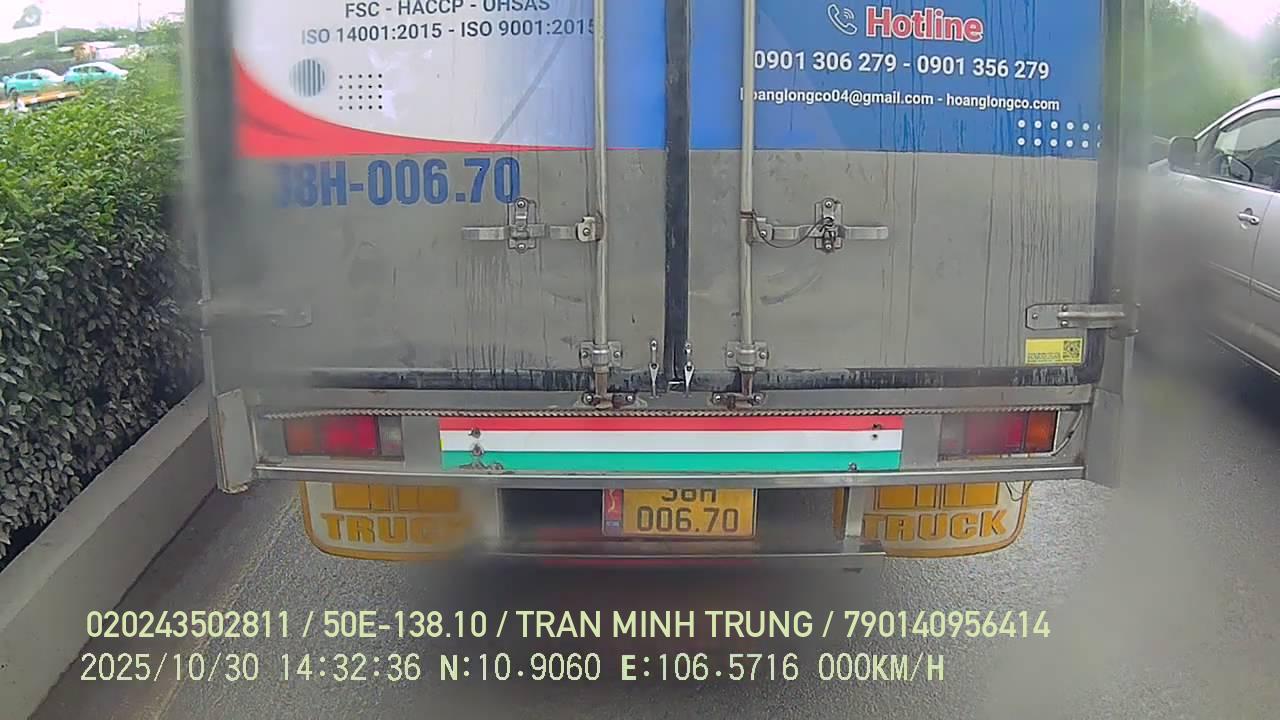 FSC - HACCP - OHSAS
ISO 14001:2015 - ISO 9001:2015
Hotline
0901 306 279 - 0901 356 279
hoanglongco04@gmail.com - hoanglongco.com
8H-006.70
38H
006.70
TRUCK
TRUCK
020243502811 / 50E-138.10 / TRAN MINH TRUNG / 790140956414
2025/10/30 14:32:36 N:10.9060 E:106.5716 000KM/H